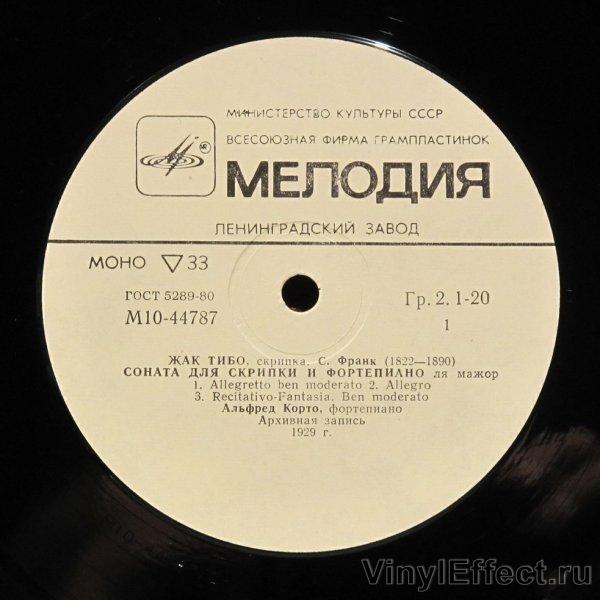 МИНИСТЕРСТВО КУЛЬТУРЫ СССР
ВСЕСОЮЗНАЯ ФИРМА ГРАМПЛАСТИНОК
МЕЛОДИЯ
ЛЕНИНГРАДСКИЙ ЗАВОД
МОНО 33
ГОСТ 5289-80 Гр. 2. 1-20
М10-44787 1
ЖАК ТИБО, скрипка, С. Франк (1822—1890)
СОНАТА ДЛЯ СКРИПКИ И ФОРТЕПИАНО ля мажор
1. Allegretto ben moderato 2. Allegro
3. Recitativo-Fantasia. Ben moderato
Альфред Корто, фортепиано
Архивная запись
1929 г.
VinylEffect.ru